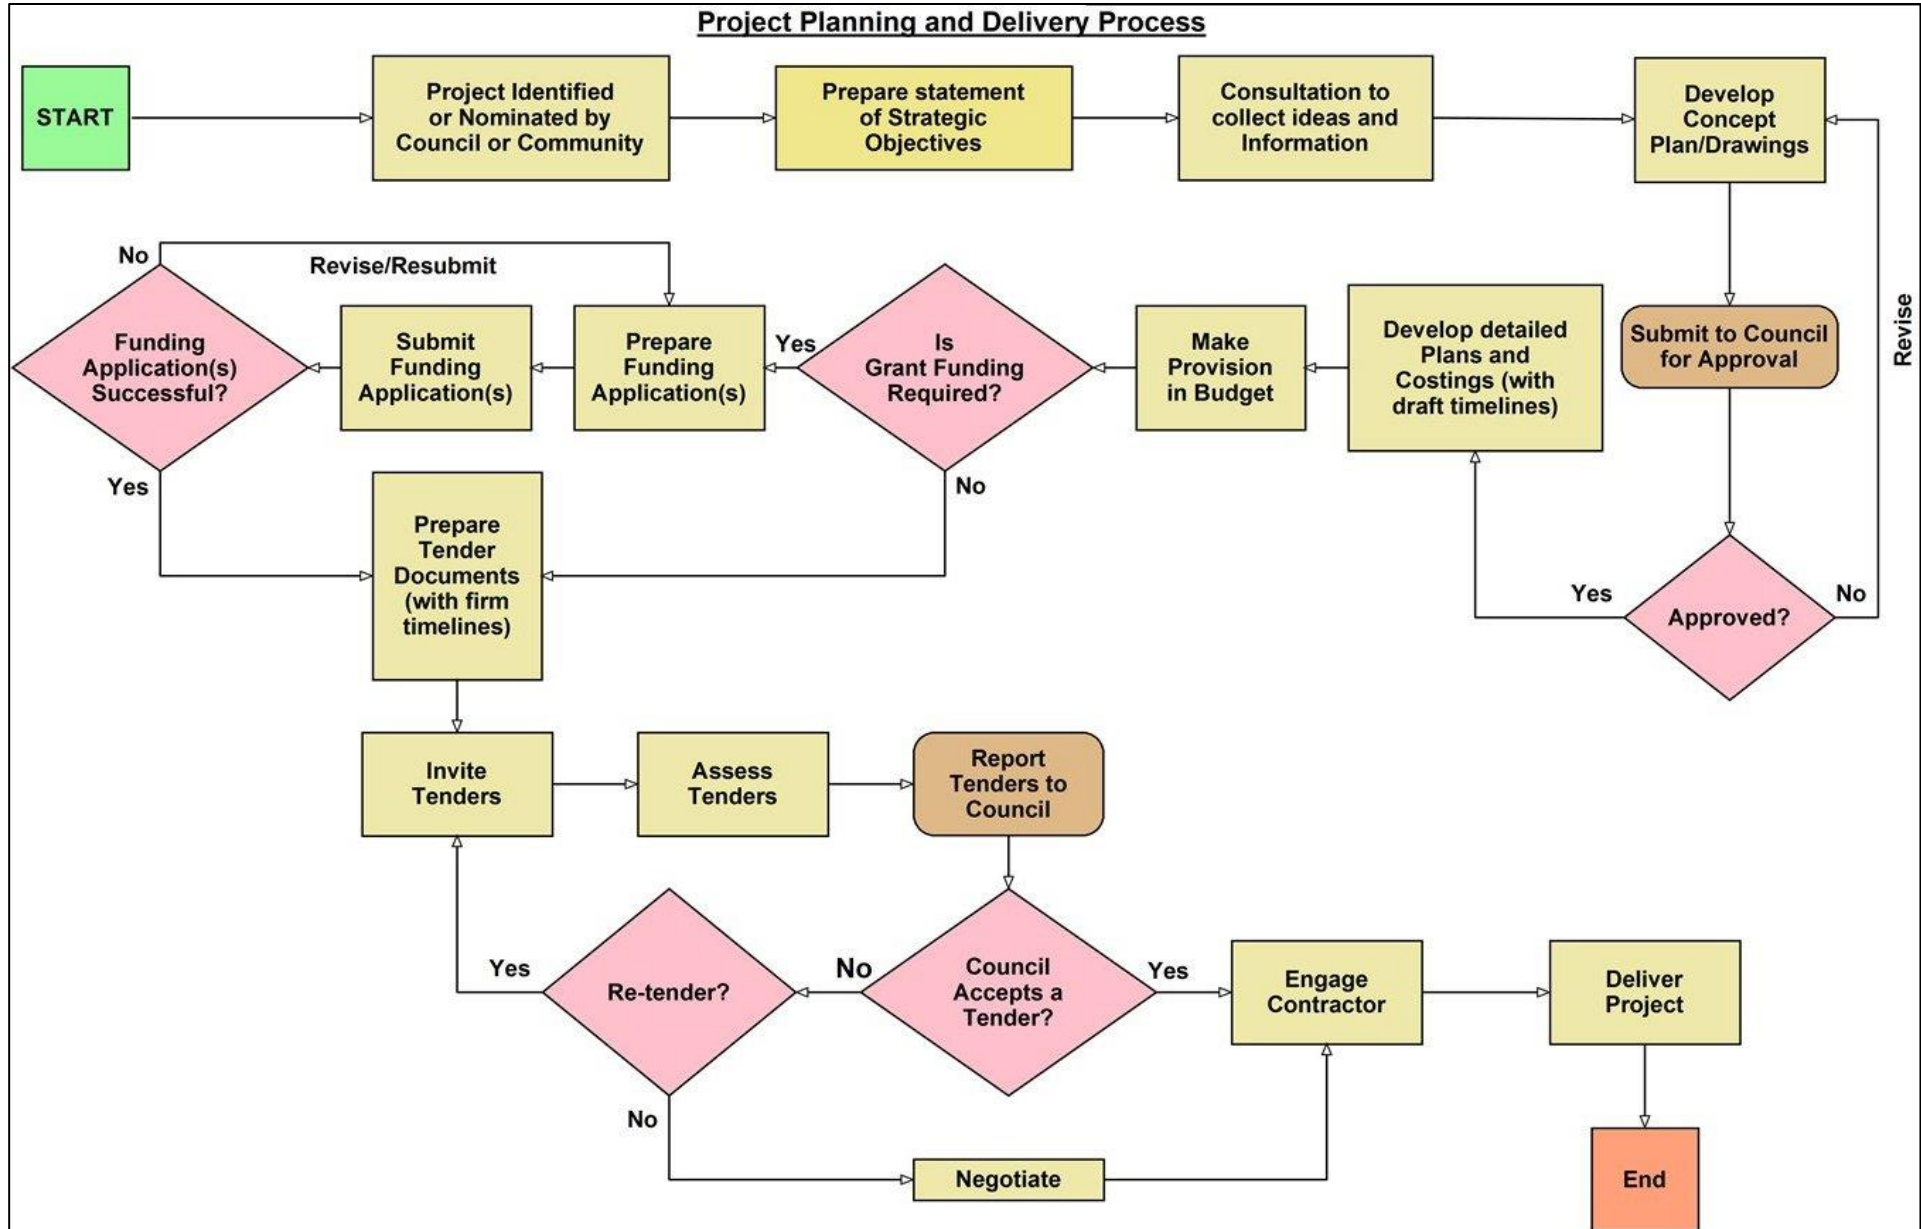 Project Planning and Delivery Process
START
Project Identified
or Nominated by
Council or Community
Prepare statement
of Strategic
Objectives
Consultation to
collect ideas and
Information
Develop
Concept
Plan/Drawings
Revise
Submit to Council
for Approval
Approved?
No
Yes
Develop detailed
Plans and
Costings (with
draft timelines)
Make
Provision
in Budget
Is
Grant Funding
Required?
Yes
No
Prepare
Funding
Application(s)
Submit
Funding
Application(s)
Funding
Application(s)
Successful?
No
Revise/Resubmit
Yes
Prepare
Tender
Documents
(with firm
timelines)
Invite
Tenders
Assess
Tenders
Report
Tenders to
Council
Council
Accepts a
Tender?
No
Yes
Re-tender?
Yes
No
Negotiate
Engage
Contractor
Deliver
Project
End